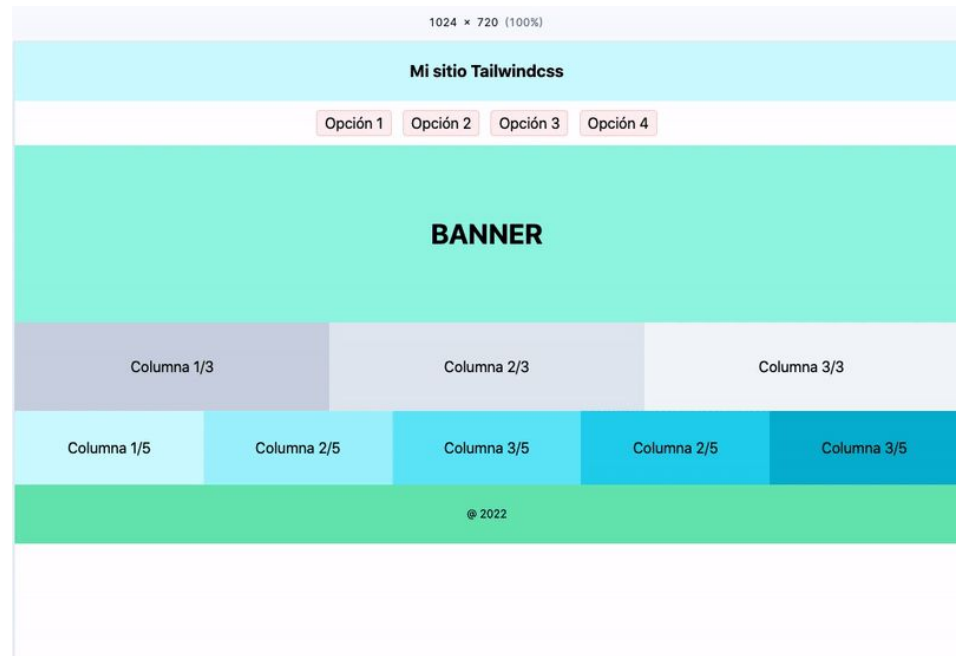 1024 × 720 (100%)
Mi sitio Tailwindcss
Opción 1 Opción 2 Opción 3 Opción 4
BANNER
Columna 1/3 Columna 2/3 Columna 3/3
Columna 1/5 Columna 2/5 Columna 3/5 Columna 2/5 Columna 3/5
@ 2022